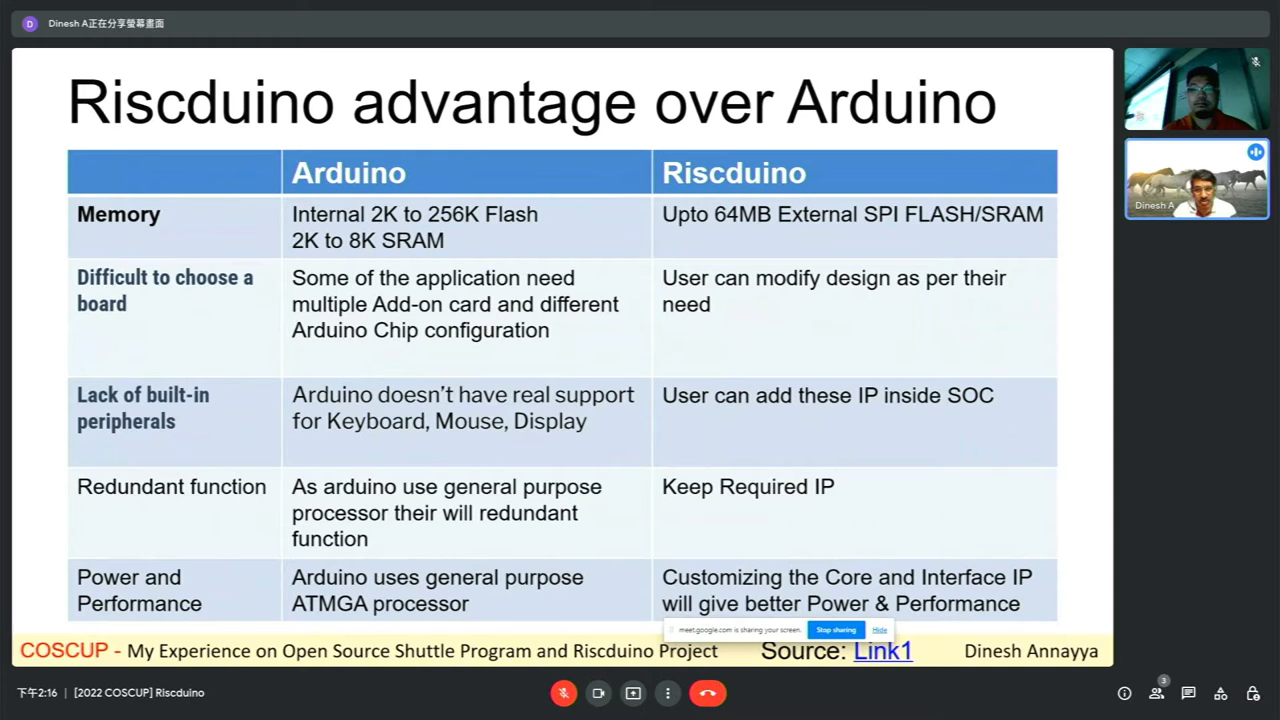 D Dinesh A正在分享螢幕畫面
Riscduino advantage over Arduino
Arduino
Riscduino
Memory
Internal 2K to 256K Flash
2K to 8K SRAM
Upto 64MB External SPI FLASH/SRAM
Difficult to choose a
board
Some of the application need
multiple Add-on card and different
Arduino Chip configuration
User can modify design as per their
need
Lack of built-in
peripherals
Arduino doesn't have real support
for Keyboard, Mouse, Display
User can add these IP inside SOC
Redundant function
As arduino use general purpose
processor their will redundant
function
Keep Required IP
Power and
Performance
Arduino uses general purpose
ATMGA processor
Customizing the Core and Interface IP
will give better Power & Performance
meet.google.com is sharing your screen. Stop sharing Hide
COSCUP - My Experience on Open Source Shuttle Program and Riscduino Project Source: Link1 Dinesh Annayya
Dinesh A
下午2:16 | [2022 COSCUP] Riscduino
3